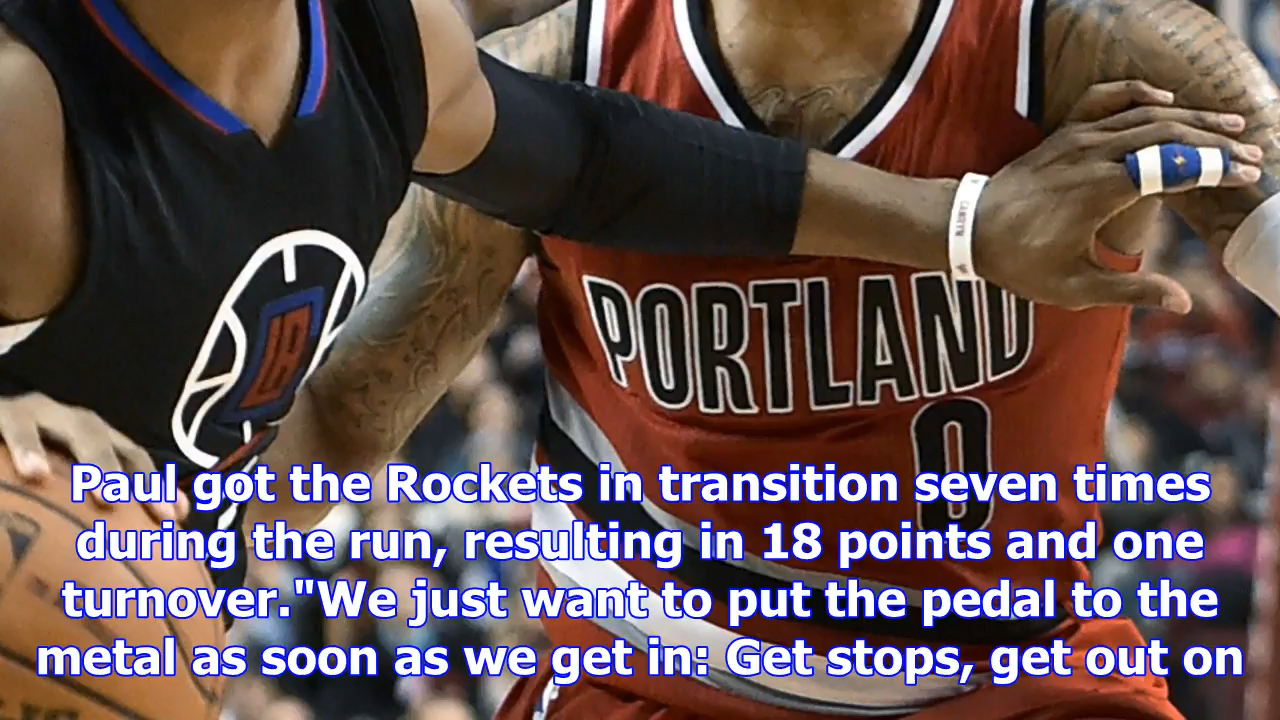 PORTLAND
0
Paul got the Rockets in transition seven times
during the run, resulting in 18 points and one
turnover."We just want to put the pedal to the
metal as soon as we get in: Get stops, get out on